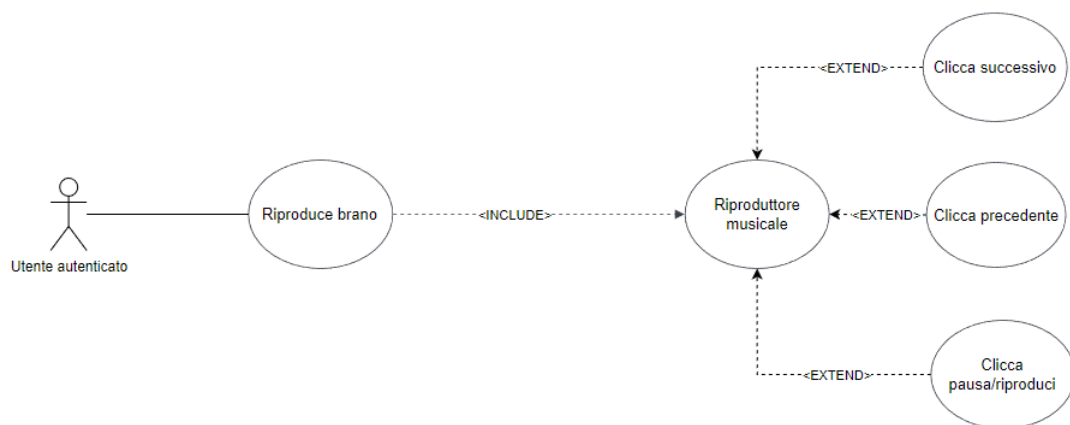 <EXTEND>
Clicca successivo
Riproduce brano
<INCLUDE>
Riproduttore
musicale
<EXTEND>
Clicca precedente
Utente autenticato
<EXTEND>
Clicca
pausa/riproduci